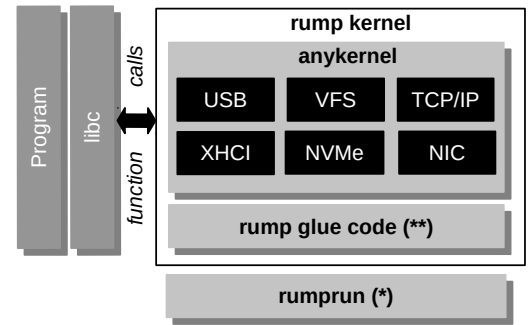 Program
libc
function calls
rump kernel
anykernel
USB VFS TCP/IP
XHCI NVMe NIC
rump glue code (**)
rumprun (*)